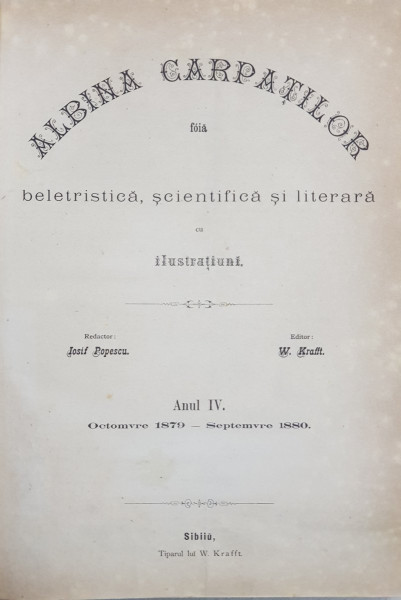 ALBINA CARPAȚILOR
fóiă
beletristică, șcientifică și literară
cu
ilustrațiuni.
Redactor:
Iosif Popescu.
Editor:
W. Krafft.
Anul IV.
Octomvre 1879 — Septemvre 1880.
Sibiiŭ,
Tiparul lui W. Krafft.